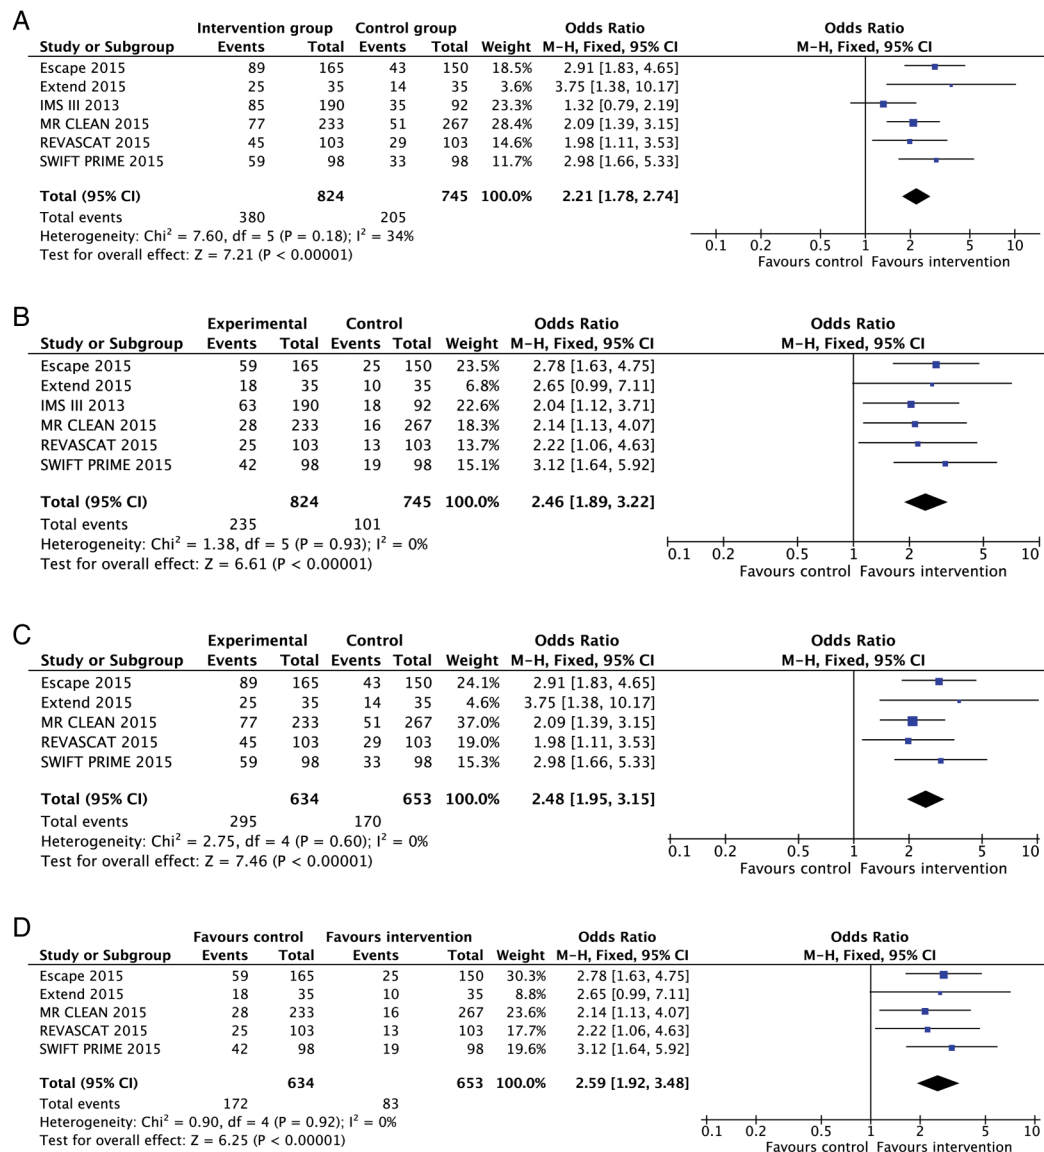 A
Intervention group Control group Odds Ratio Odds Ratio
Study or Subgroup Events Total Events Total Weight M-H, Fixed, 95% CI M-H, Fixed, 95% CI
Escape 2015 89 165 43 150 18.5% 2.91 [1.83, 4.65]
Extend 2015 25 35 14 35 3.6% 3.75 [1.38, 10.17]
IMS III 2013 85 190 35 92 23.3% 1.32 [0.79, 2.19]
MR CLEAN 2015 77 233 51 267 28.4% 2.09 [1.39, 3.15]
REVASCAT 2015 45 103 29 103 14.6% 1.98 [1.11, 3.53]
SWIFT PRIME 2015 59 98 33 98 11.7% 2.98 [1.66, 5.33]
Total (95% CI) 824 745 100.0% 2.21 [1.78, 2.74]
Total events 380 205
Heterogeneity: Chi² = 7.60, df = 5 (P = 0.18); I² = 34%
Test for overall effect: Z = 7.21 (P < 0.00001)
0.1 0.2 0.5 1 2 5 10
Favours control Favours intervention
B
Experimental Control Odds Ratio Odds Ratio
Study or Subgroup Events Total Events Total Weight M-H, Fixed, 95% CI M-H, Fixed, 95% CI
Escape 2015 59 165 25 150 23.5% 2.78 [1.63, 4.75]
Extend 2015 18 35 10 35 6.8% 2.65 [0.99, 7.11]
IMS III 2013 63 190 18 92 22.6% 2.04 [1.12, 3.71]
MR CLEAN 2015 28 233 16 267 18.3% 2.14 [1.13, 4.07]
REVASCAT 2015 25 103 13 103 13.7% 2.22 [1.06, 4.63]
SWIFT PRIME 2015 42 98 19 98 15.1% 3.12 [1.64, 5.92]
Total (95% CI) 824 745 100.0% 2.46 [1.89, 3.22]
Total events 235 101
Heterogeneity: Chi² = 1.38, df = 5 (P = 0.93); I² = 0%
Test for overall effect: Z = 6.61 (P < 0.00001)
0.1 0.2 0.5 1 2 5 10
Favours control Favours intervention
C
Experimental Control Odds Ratio Odds Ratio
Study or Subgroup Events Total Events Total Weight M-H, Fixed, 95% CI M-H, Fixed, 95% CI
Escape 2015 89 165 43 150 24.1% 2.91 [1.83, 4.65]
Extend 2015 25 35 14 35 4.6% 3.75 [1.38, 10.17]
MR CLEAN 2015 77 233 51 267 37.0% 2.09 [1.39, 3.15]
REVASCAT 2015 45 103 29 103 19.0% 1.98 [1.11, 3.53]
SWIFT PRIME 2015 59 98 33 98 15.3% 2.98 [1.66, 5.33]
Total (95% CI) 634 653 100.0% 2.48 [1.95, 3.15]
Total events 295 170
Heterogeneity: Chi² = 2.75, df = 4 (P = 0.60); I² = 0%
Test for overall effect: Z = 7.46 (P < 0.00001)
0.1 0.2 0.5 1 2 5 10
Favours control Favours intervention
D
Favours control Favours intervention Odds Ratio Odds Ratio
Study or Subgroup Events Total Events Total Weight M-H, Fixed, 95% CI M-H, Fixed, 95% CI
Escape 2015 59 165 25 150 30.3% 2.78 [1.63, 4.75]
Extend 2015 18 35 10 35 8.8% 2.65 [0.99, 7.11]
MR CLEAN 2015 28 233 16 267 23.6% 2.14 [1.13, 4.07]
REVASCAT 2015 25 103 13 103 17.7% 2.22 [1.06, 4.63]
SWIFT PRIME 2015 42 98 19 98 19.6% 3.12 [1.64, 5.92]
Total (95% CI) 634 653 100.0% 2.59 [1.92, 3.48]
Total events 172 83
Heterogeneity: Chi² = 0.90, df = 4 (P = 0.92); I² = 0%
Test for overall effect: Z = 6.25 (P < 0.00001)
0.1 0.2 0.5 1 2 5 10
Favours control Favours intervention